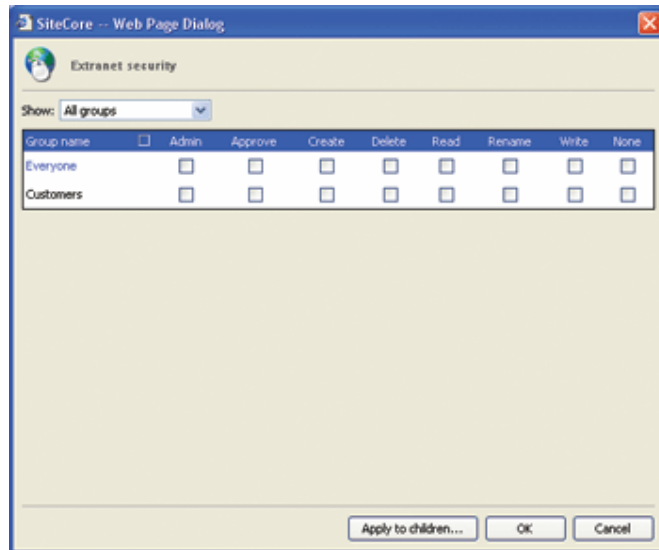 SiteCore -- Web Page Dialog
Extranet security
Show: All groups
Group name Admin Approve Create Delete Read Rename Write None
Everyone
Customers
Apply to children... OK Cancel